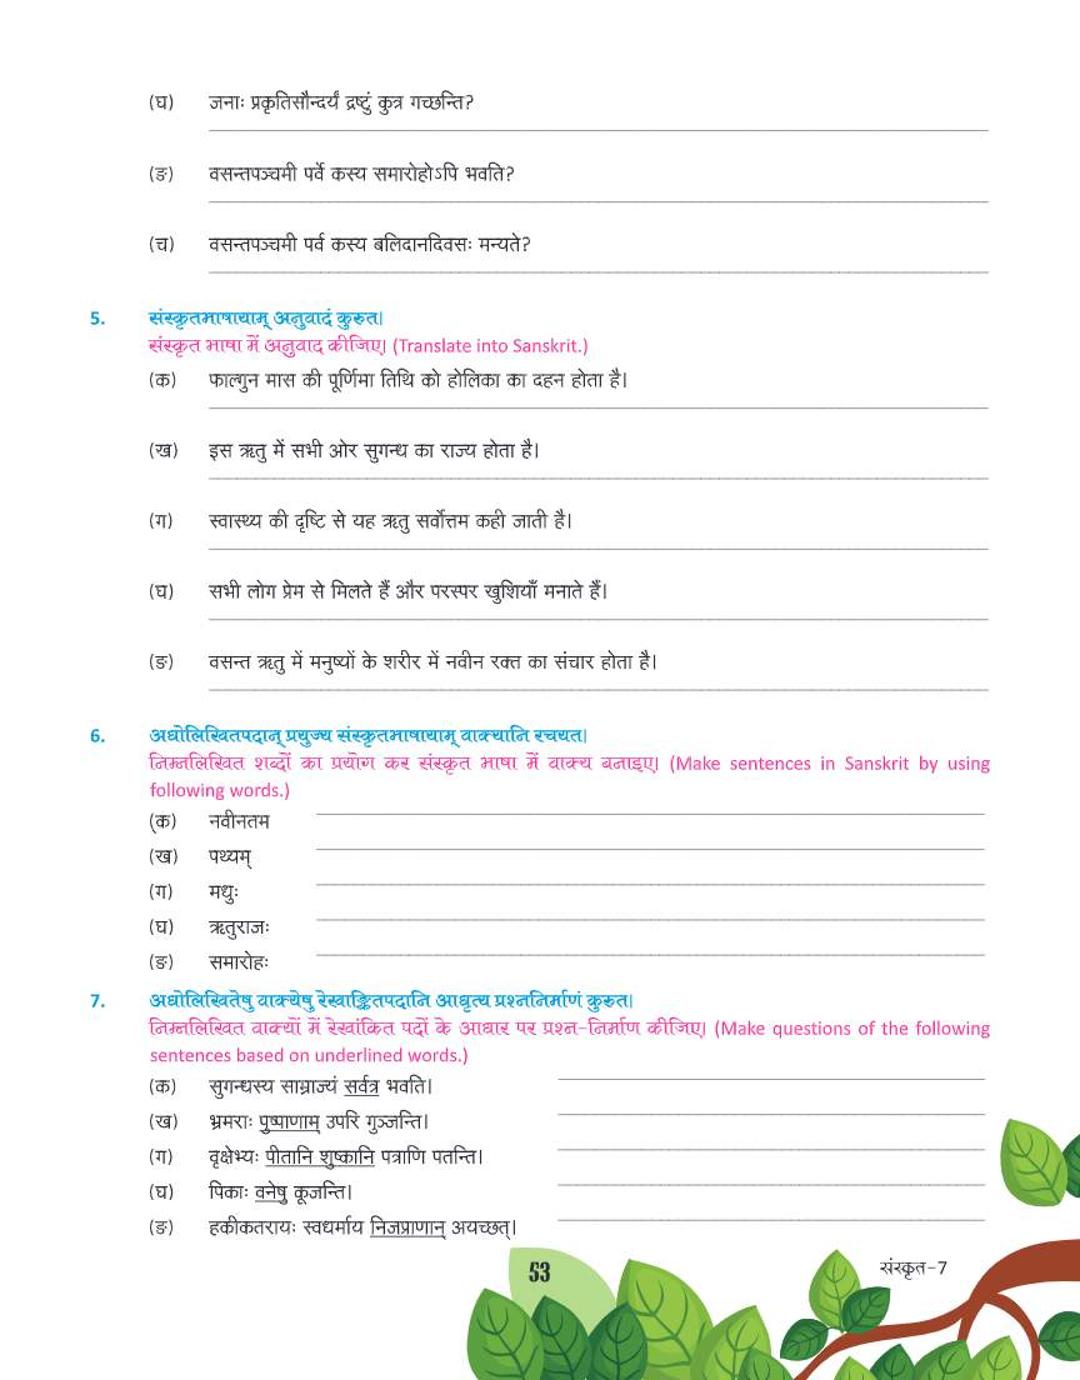 (घ) जनाः प्रकृतिसौन्दर्यं द्रष्टुं कुत्र गच्छन्ति?
(ङ) वसन्तपञ्चमी पर्वे कस्य समारोहोऽपि भवति?
(च) वसन्तपञ्चमी पर्व कस्य बलिदानदिवसः मन्यते?
5. संस्कृतभाषायाम् अनुवादं कुरुत।
संस्कृत भाषा में अनुवाद कीजिए। (Translate into Sanskrit.)
(क) फाल्गुन मास की पूर्णिमा तिथि को होलिका का दहन होता है।
(ख) इस ऋतु में सभी ओर सुगन्ध का राज्य होता है।
(ग) स्वास्थ्य की दृष्टि से यह ऋतु सर्वोत्तम कही जाती है।
(घ) सभी लोग प्रेम से मिलते हैं और परस्पर खुशियाँ मनाते हैं।
(ङ) वसन्त ऋतु में मनुष्यों के शरीर में नवीन रक्त का संचार होता है।
6. अधोलिखितपदान् प्रयुज्य संस्कृतभाषायाम् वाक्यानि रचयत।
निम्नलिखित शब्दों का प्रयोग कर संस्कृत भाषा में वाक्य बनाइए। (Make sentences in Sanskrit by using
following words.)
(क) नवीनतम
(ख) पथ्यम्
(ग) मधुः
(घ) ऋतुराजः
(ङ) समारोहः
7. अधोलिखितेषु वाक्येषु रेखाङ्कितपदानि आधृत्य प्रश्ननिर्माणं कुरुत।
निम्नलिखित वाक्यों में रेखांकित पदों के आधार पर प्रश्न-निर्माण कीजिए। (Make questions of the following
sentences based on underlined words.)
(क) सुगन्धस्य साम्राज्यं सर्वत्र भवति।
(ख) भ्रमराः पुष्पाणाम् उपरि गुञ्जन्ति।
(ग) वृक्षेभ्यः पीतानि शुष्कानि पत्राणि पतन्ति।
(घ) पिकाः वनेषु कूजन्ति।
(ङ) हकीकतरायः स्वधर्माय निजप्राणान् अयच्छत्।
53
संस्कृत-7